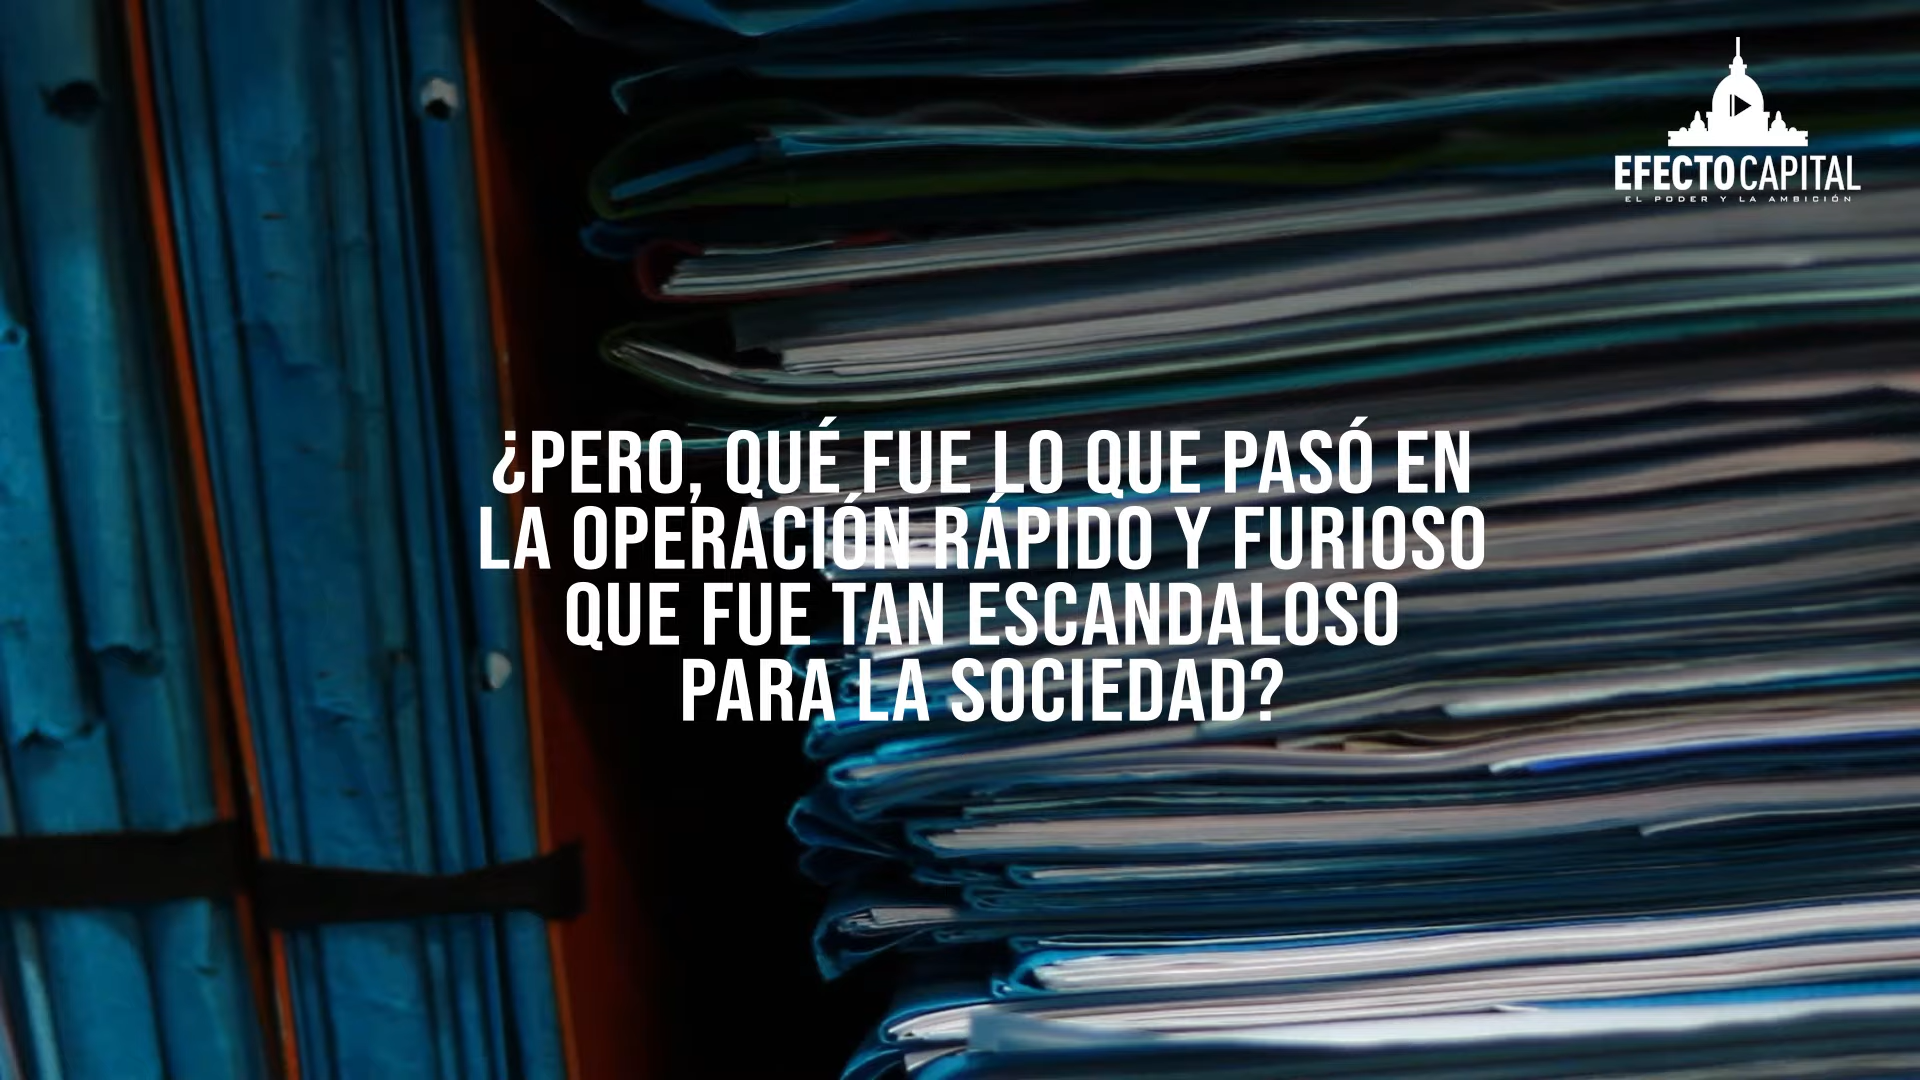 EFECTO CAPITAL
EL PODER Y LA AMBICIÓN
¿PERO, QUÉ FUE LO QUE PASÓ EN
LA OPERACIÓN RÁPIDO Y FURIOSO
QUE FUE TAN ESCANDALOSO
PARA LA SOCIEDAD?